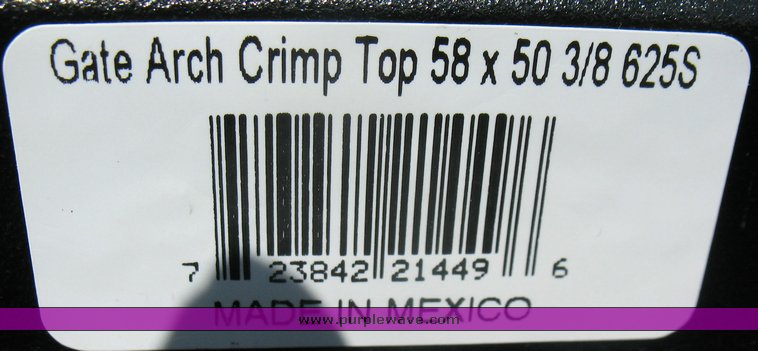 Gate Arch Crimp Top 58 x 50 3/8 625S
7 23842 21449 6
MADE IN MEXICO
www.purplewave.com